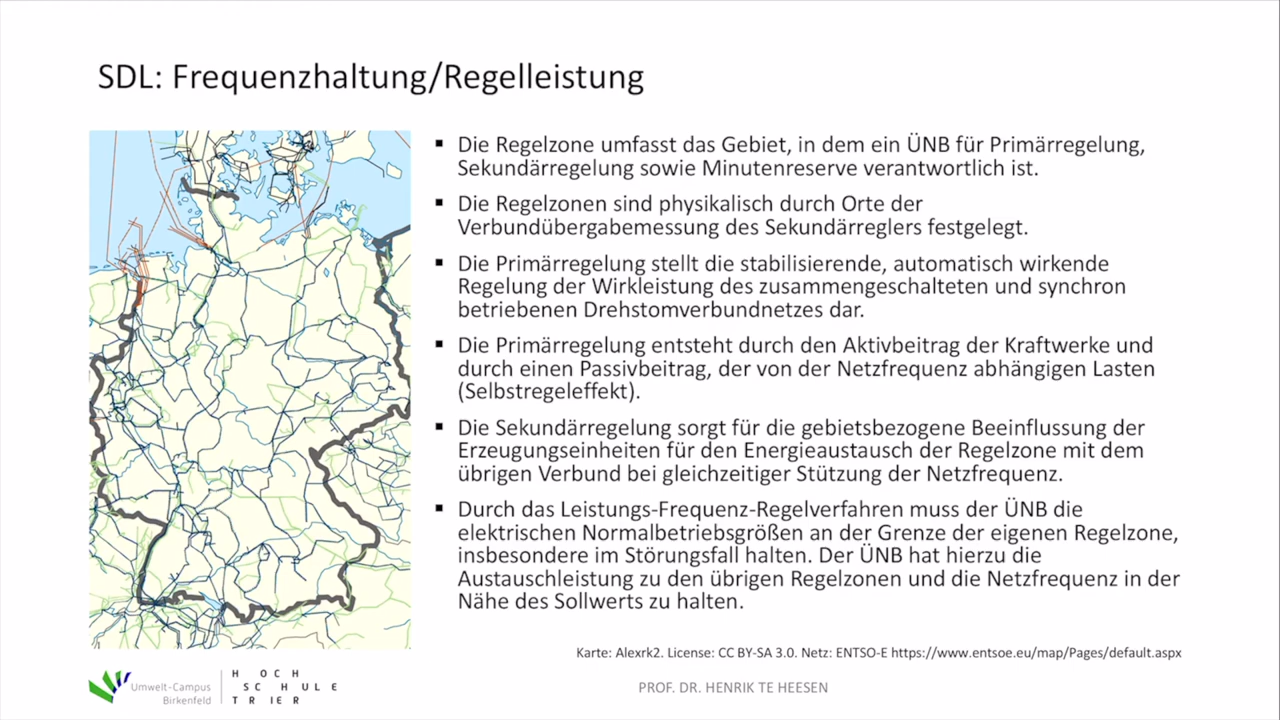 SDL: Frequenzhaltung/Regelleistung
▪ Die Regelzone umfasst das Gebiet, in dem ein ÜNB für Primärregelung,
Sekundärregelung sowie Minutenreserve verantwortlich ist.
▪ Die Regelzonen sind physikalisch durch Orte der
Verbundübergabemessung des Sekundärreglers festgelegt.
▪ Die Primärregelung stellt die stabilisierende, automatisch wirkende
Regelung der Wirkleistung des zusammengeschalteten und synchron
betriebenen Drehstomverbundnetzes dar.
▪ Die Primärregelung entsteht durch den Aktivbeitrag der Kraftwerke und
durch einen Passivbeitrag, der von der Netzfrequenz abhängigen Lasten
(Selbstregeleffekt).
▪ Die Sekundärregelung sorgt für die gebietsbezogene Beeinflussung der
Erzeugungseinheiten für den Energieaustausch der Regelzone mit dem
übrigen Verbund bei gleichzeitiger Stützung der Netzfrequenz.
▪ Durch das Leistungs-Frequenz-Regelverfahren muss der ÜNB die
elektrischen Normalbetriebsgrößen an der Grenze der eigenen Regelzone,
insbesondere im Störungsfall halten. Der ÜNB hat hierzu die
Austauschleistung zu den übrigen Regelzonen und die Netzfrequenz in der
Nähe des Sollwerts zu halten.
Karte: Alexrk2. License: CC BY-SA 3.0. Netz: ENTSO-E https://www.entsoe.eu/map/Pages/default.aspx
Umwelt-Campus
Birkenfeld
HOCH
SCHULE
TRIER
PROF. DR. HENRIK TE HEESEN